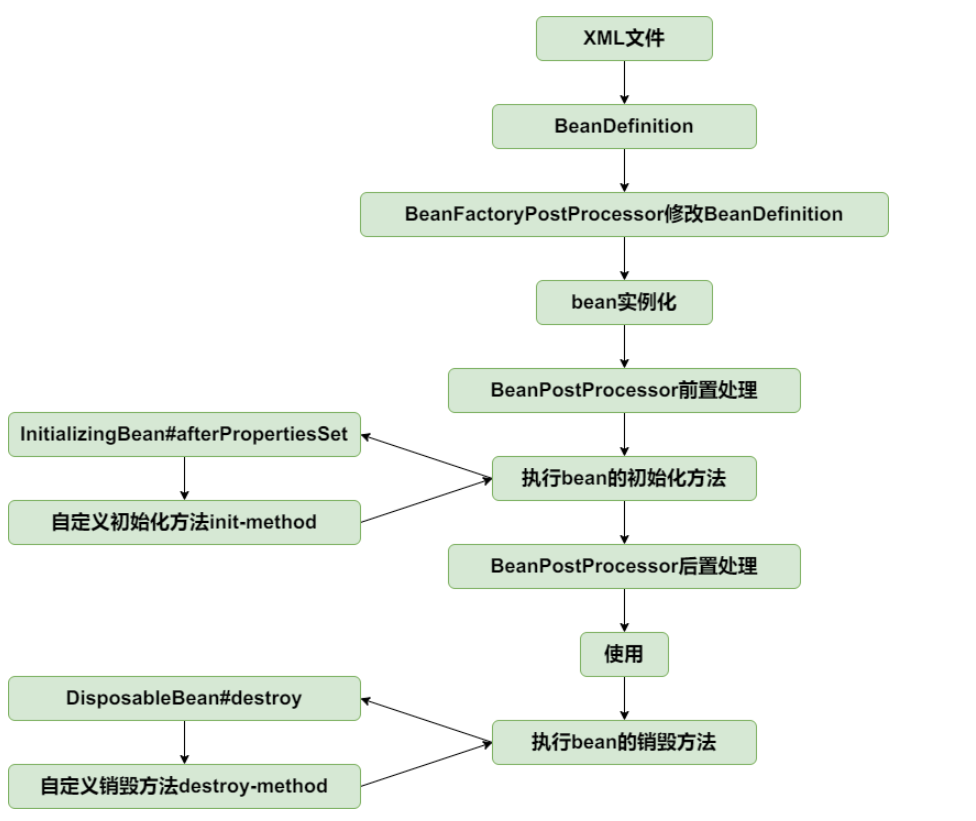 XML文件
BeanDefinition
BeanFactoryPostProcessor修改BeanDefinition
bean实例化
BeanPostProcessor前置处理
执行bean的初始化方法
InitializingBean#afterPropertiesSet
自定义初始化方法init-method
BeanPostProcessor后置处理
使用
执行bean的销毁方法
DisposableBean#destroy
自定义销毁方法destroy-method